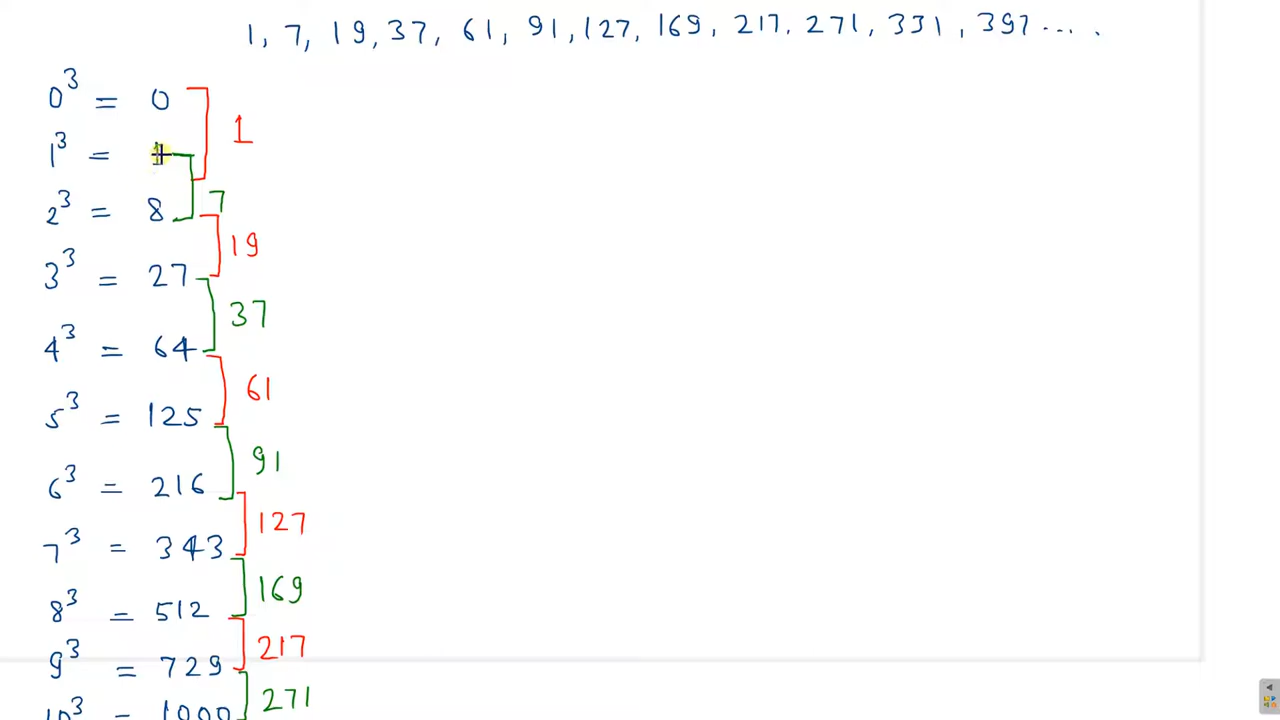 1, 7, 19, 37, 61, 91, 127, 169, 217, 271, 331, 397 .... .
0³ = 0
1
1³ = 1
2³ = 8
7
19
3³ = 27
37
4³ = 64
61
5³ = 125
91
6³ = 216
127
7³ = 343
169
8³ = 512
217
9³ = 729
271
10³ = 1000